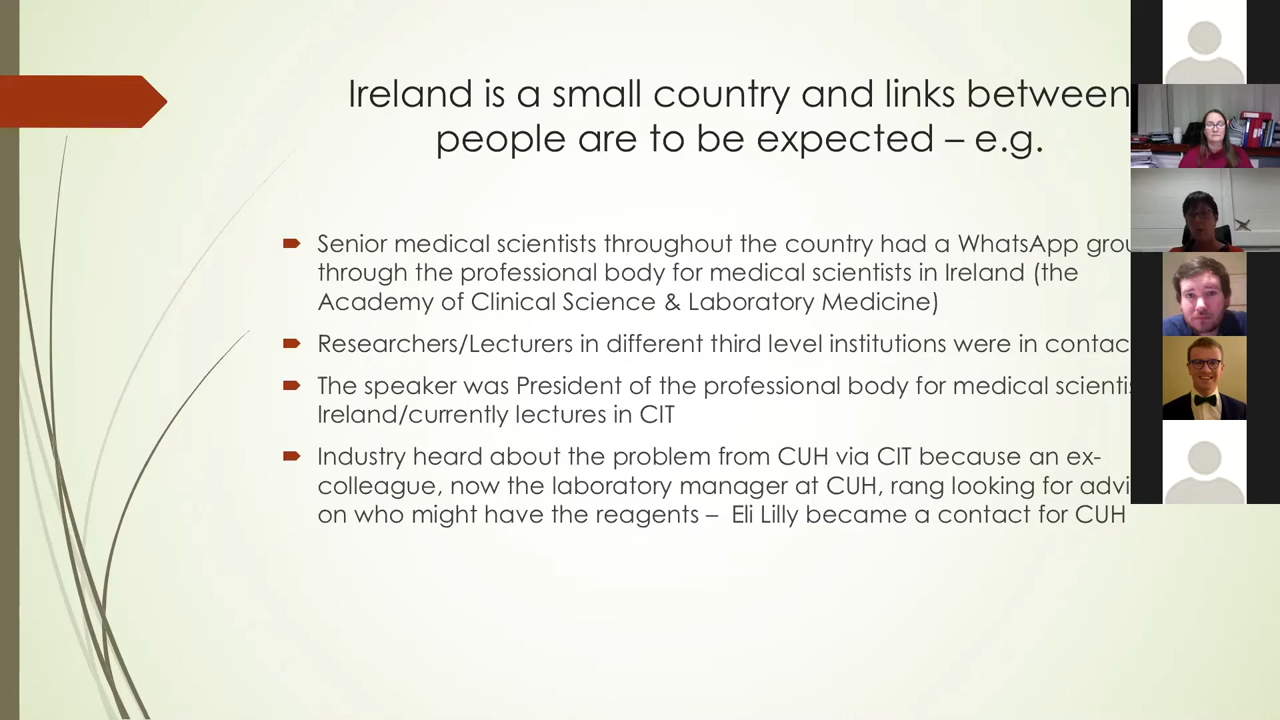 Ireland is a small country and links between
people are to be expected – e.g.
Senior medical scientists throughout the country had a WhatsApp
through the professional body for medical scientists in Ireland (the
Academy of Clinical Science & Laboratory Medicine)
Researchers/Lecturers in different third level institutions were in
The speaker was President of the professional body for medical
Ireland/currently lectures in CIT
Industry heard about the problem from CUH via CIT because an ex-
colleague, now the laboratory manager at CUH, rang looking for
on who might have the reagents – Eli Lilly became a contact for CUH